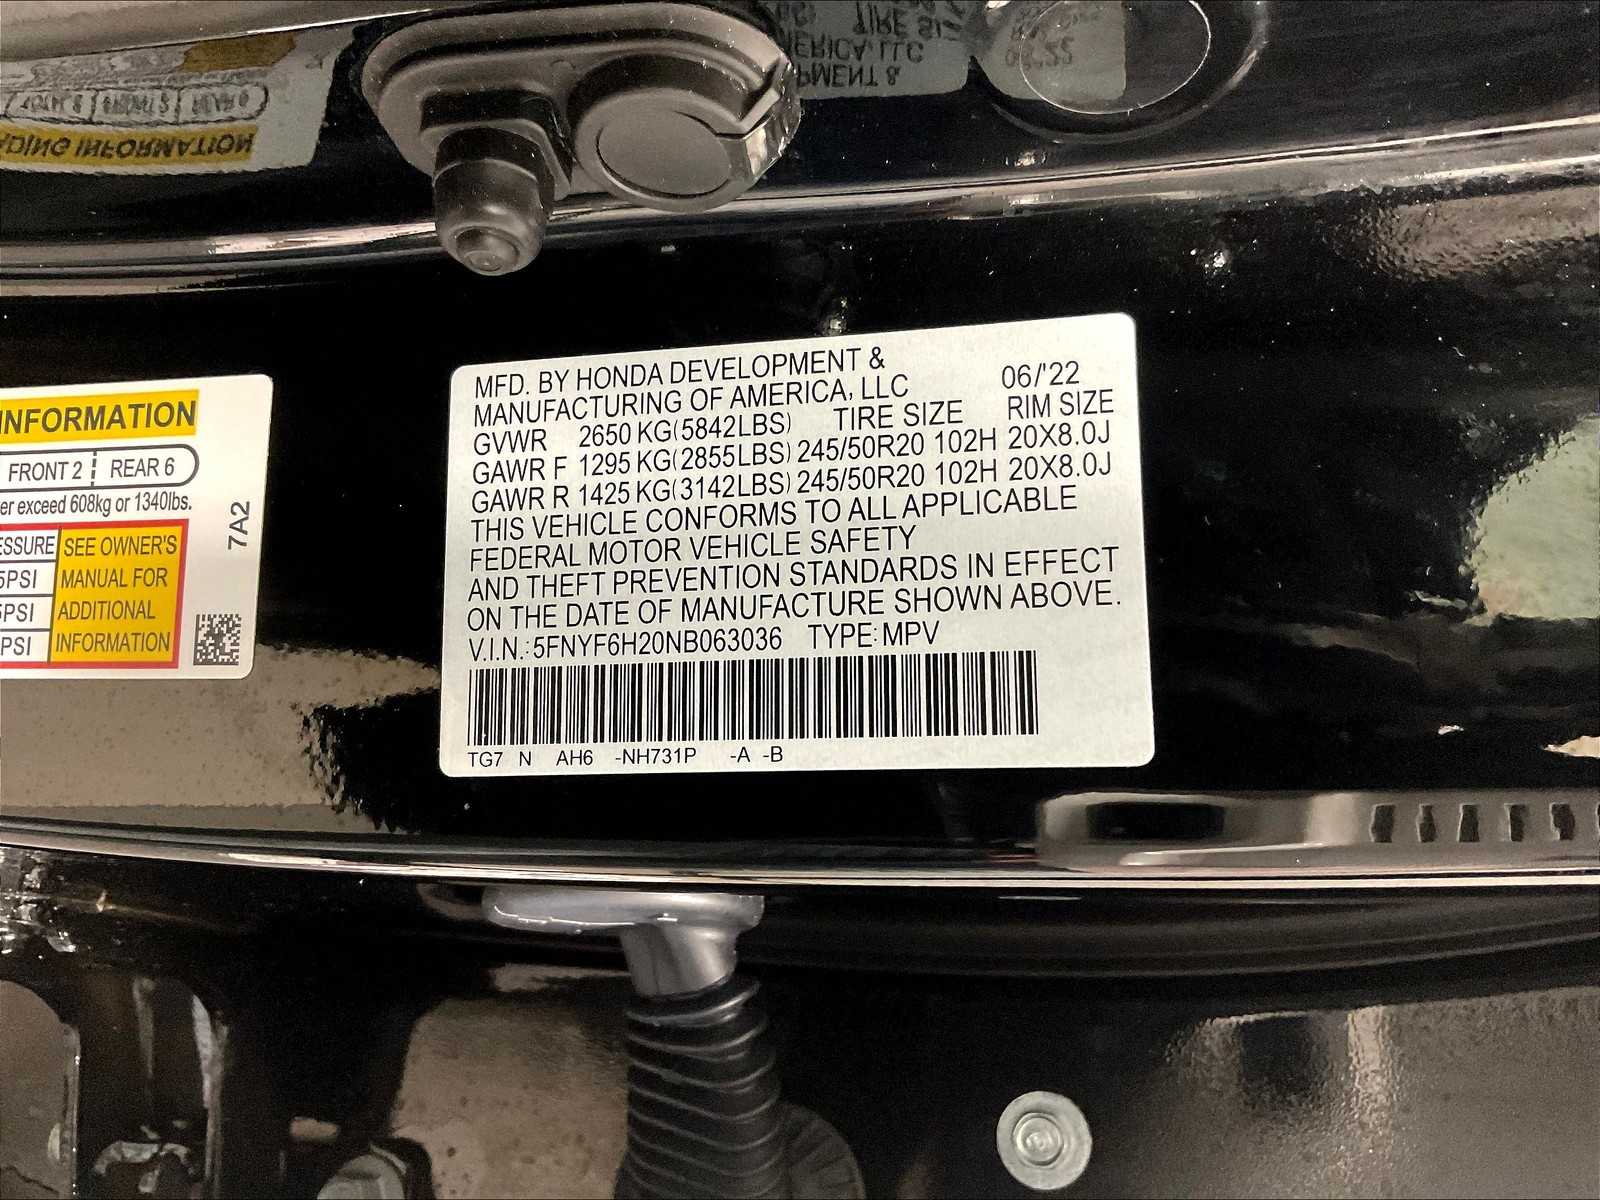 INFORMATION
FRONT 2 | REAR 6
er exceed 608kg or 1340lbs.
ESSURE
SEE OWNER'S
MANUAL FOR
ADDITIONAL
INFORMATION
5PSI
5PSI
PSI
7A2
MFD. BY HONDA DEVELOPMENT &
MANUFACTURING OF AMERICA, LLC 06/'22
GVWR 2650 KG(5842LBS) TIRE SIZE RIM SIZE
GAWR F 1295 KG(2855LBS) 245/50R20 102H 20X8.0J
GAWR R 1425 KG(3142LBS) 245/50R20 102H 20X8.0J
THIS VEHICLE CONFORMS TO ALL APPLICABLE
FEDERAL MOTOR VEHICLE SAFETY
AND THEFT PREVENTION STANDARDS IN EFFECT
ON THE DATE OF MANUFACTURE SHOWN ABOVE.
V.I.N.: 5FNYF6H20NB063036 TYPE: MPV
TG7 N AH6 -NH731P -A -B